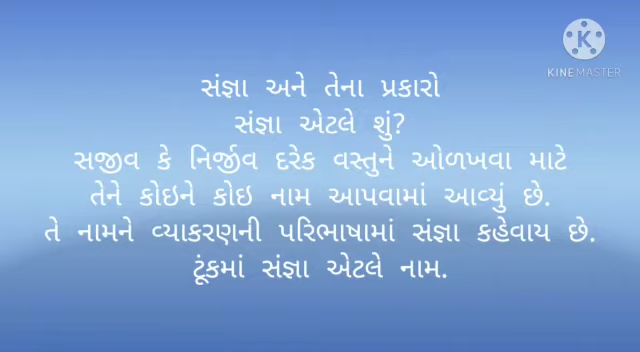 KINEMASTER
સંજ્ઞા અને તેના પ્રકારો
સંજ્ઞા એટલે શું?
સજીવ કે નિર્જીવ દરેક વસ્તુને ઓળખવા માટે
તેને કોઇને કોઇ નામ આપવામાં આવ્યું છે.
તે નામને વ્યાકરણની પરિભાષામાં સંજ્ઞા કહેવાય છે.
ટૂંકમાં સંજ્ઞા એટલે નામ.